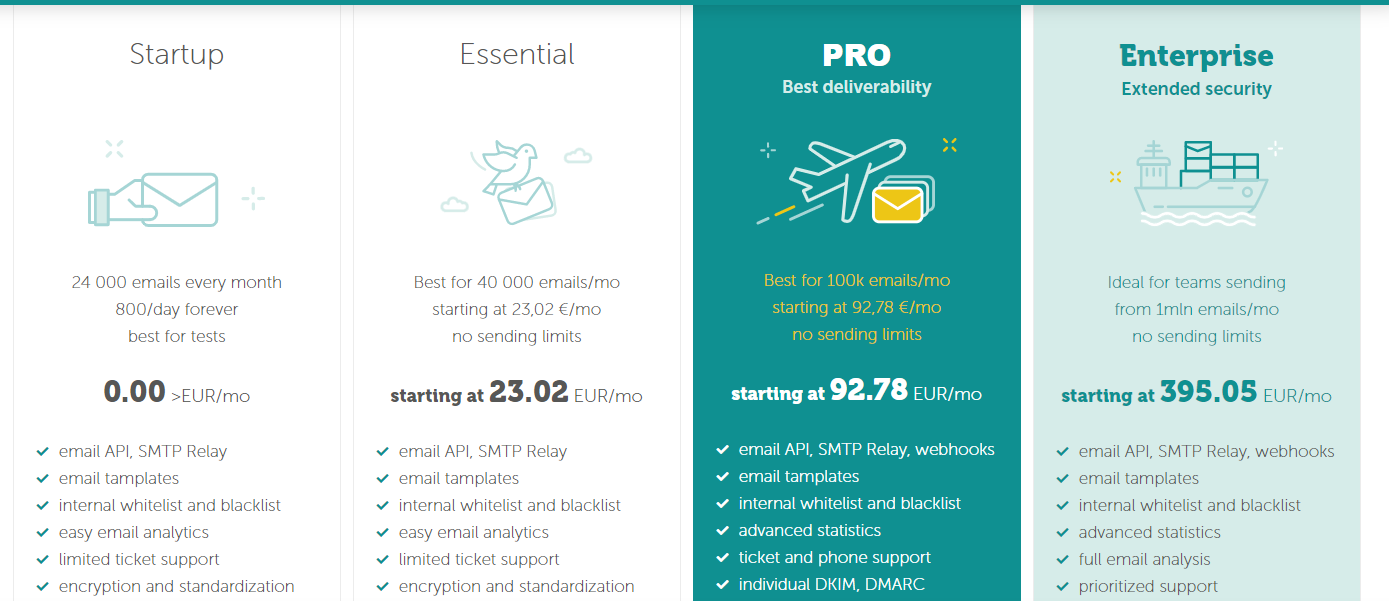 Startup
24 000 emails every month
800/day forever
best for tests
0.00 >EUR/mo
email API, SMTP Relay
email tamplates
internal whitelist and blacklist
easy email analytics
limited ticket support
encryption and standardization
Essential
Best for 40 000 emails/mo
starting at 23,02 €/mo
no sending limits
starting at 23.02 EUR/mo
email API, SMTP Relay
email tamplates
internal whitelist and blacklist
easy email analytics
limited ticket support
encryption and standardization
PRO
Best deliverability
Best for 100k emails/mo
starting at 92,78 €/mo
no sending limits
starting at 92.78 EUR/mo
email API, SMTP Relay, webhooks
email tamplates
internal whitelist and blacklist
advanced statistics
ticket and phone support
individual DKIM, DMARC
Enterprise
Extended security
Ideal for teams sending
from 1mln emails/mo
no sending limits
starting at 395.05 EUR/mo
email API, SMTP Relay, webhooks
email tamplates
internal whitelist and blacklist
advanced statistics
full email analysis
prioritized support